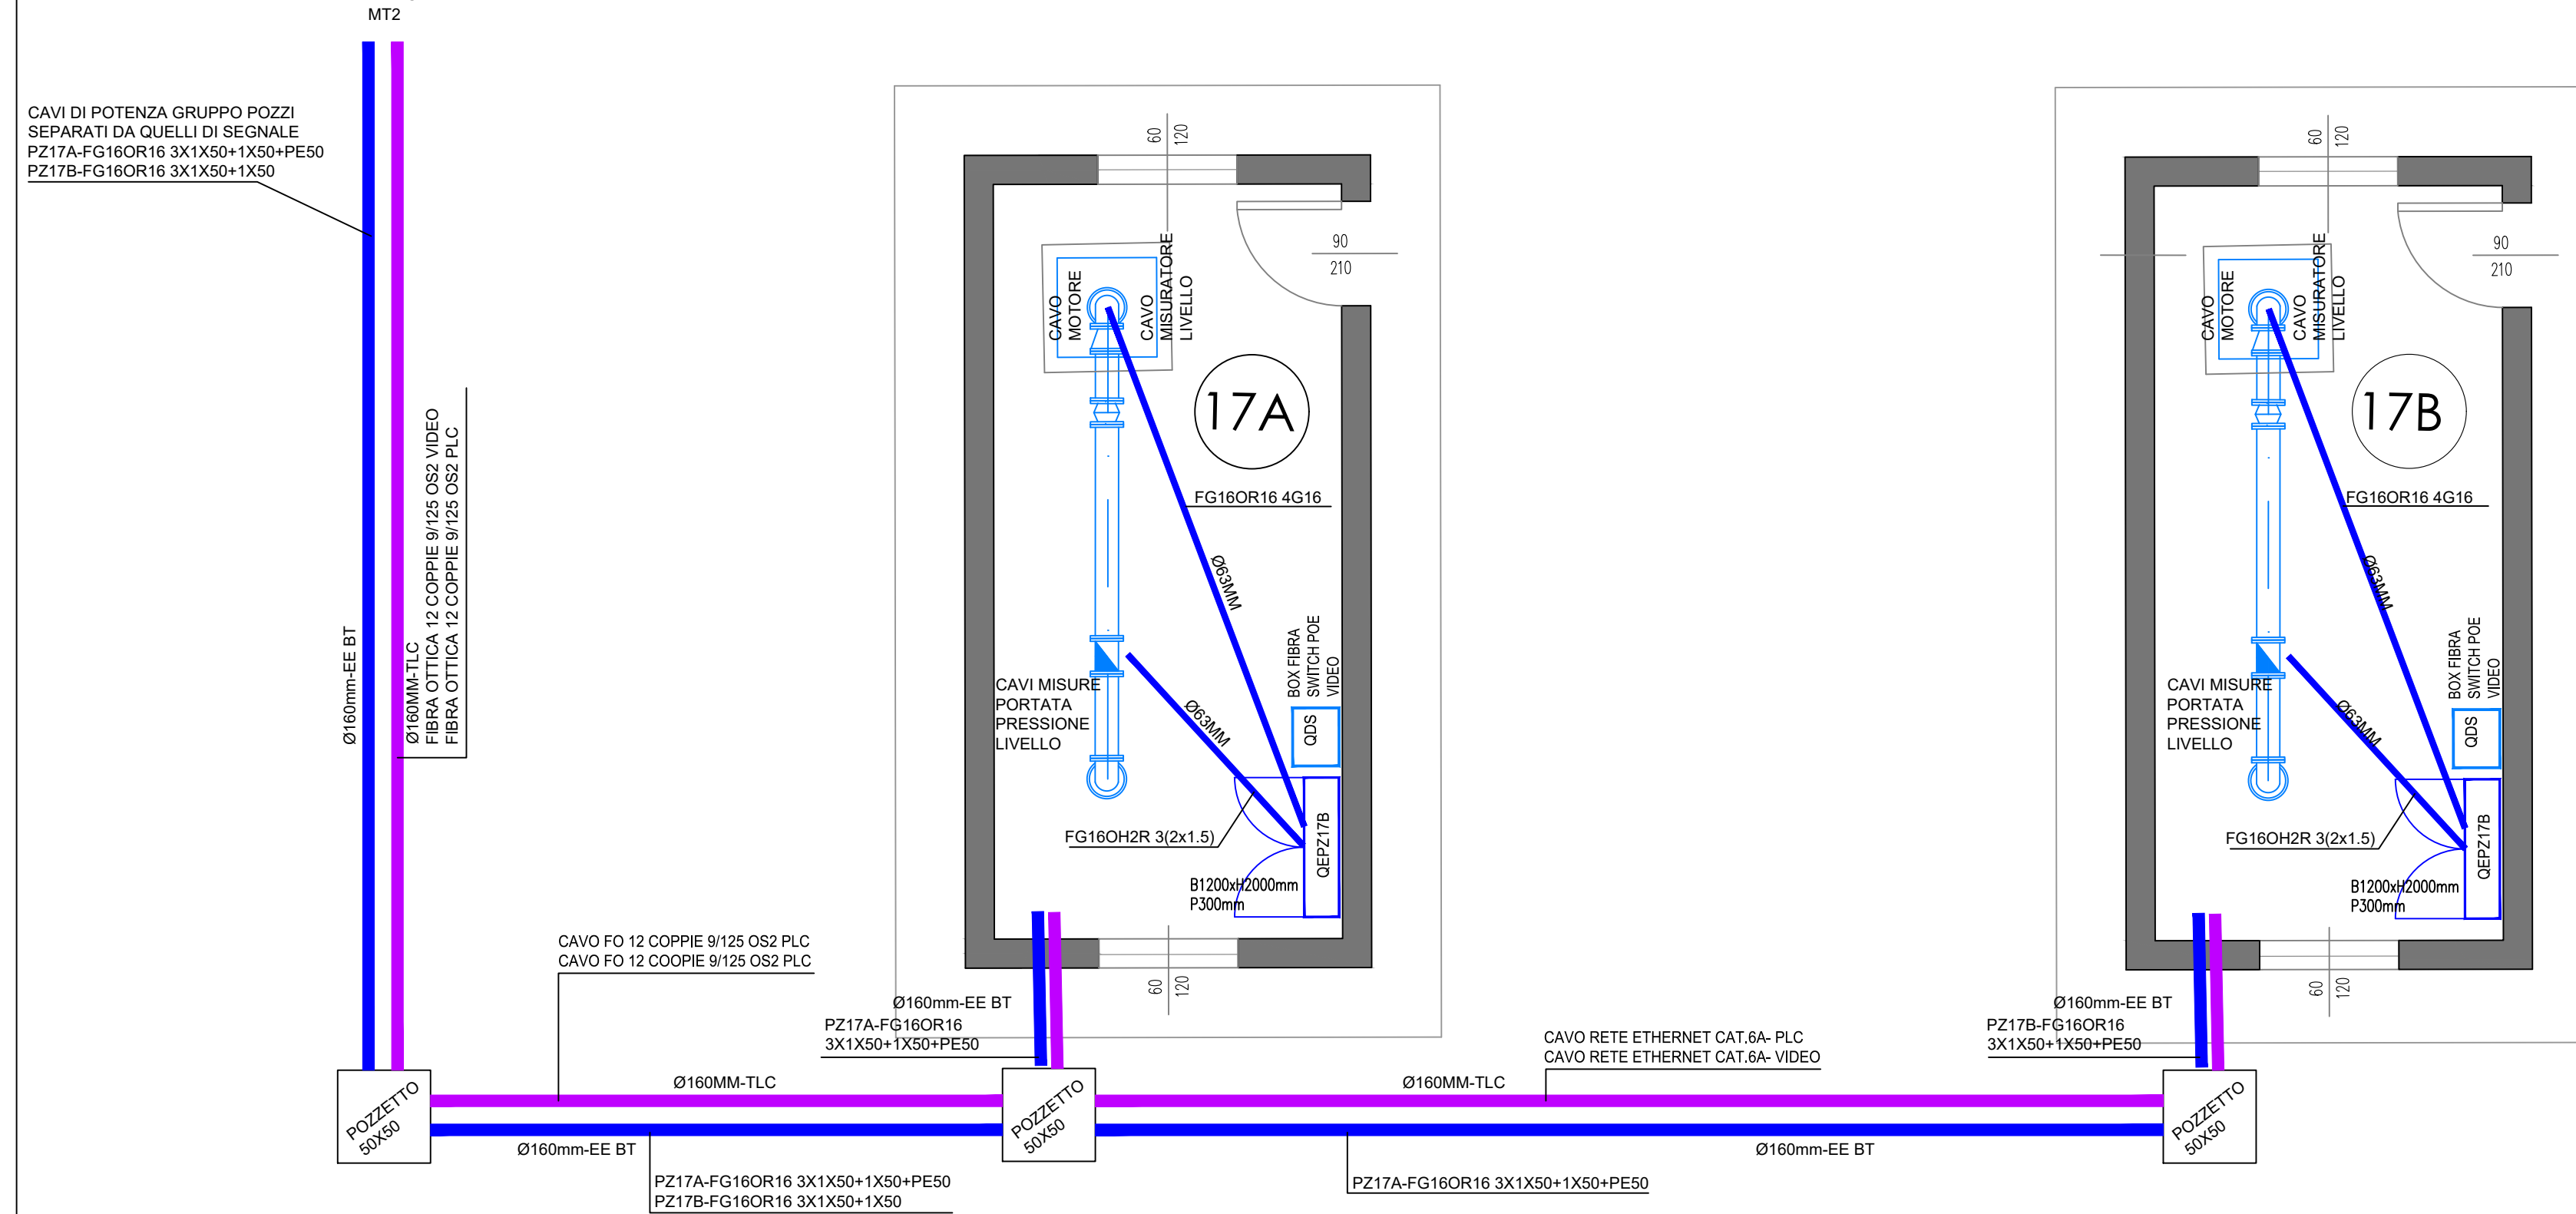 MT2
CAVI DI POTENZA GRUPPO POZZI
SEPARATI DA QUELLI DI SEGNALE
PZ17A-FG16OR16 3X1X50+1X50+PE50
PZ17B-FG16OR16 3X1X50+1X50
Ø160mm-EE BT
Ø160MM-TLC
FIBRA OTTICA 12 COPPIE 9/125 OS2 VIDEO
FIBRA OTTICA 12 COPPIE 9/125 OS2 PLC
60
120
90
210
CAVO
MOTORE
CAVO
MISURATORE
LIVELLO
17A
FG16OR16 4G16
Ø63MM
BOX FIBRA
SWITCH POE
VIDEO
CAVI MISURE
PORTATA
PRESSIONE
LIVELLO
Ø63MM
QDS
FG16OH2R 3(2x1.5)
QEPZ17B
B1200xH2000mm
P300mm
60
120
60
120
90
210
CAVO
MOTORE
CAVO
MISURATORE
LIVELLO
17B
FG16OR16 4G16
Ø63MM
BOX FIBRA
SWITCH POE
VIDEO
CAVI MISURE
PORTATA
PRESSIONE
LIVELLO
Ø63MM
QDS
FG16OH2R 3(2x1.5)
QEPZ17B
B1200xH2000mm
P300mm
60
120
CAVO FO 12 COPPIE 9/125 OS2 PLC
CAVO FO 12 COOPIE 9/125 OS2 PLC
Ø160mm-EE BT
PZ17A-FG16OR16
3X1X50+1X50+PE50
CAVO RETE ETHERNET CAT.6A- PLC
CAVO RETE ETHERNET CAT.6A- VIDEO
Ø160mm-EE BT
PZ17B-FG16OR16
3X1X50+1X50+PE50
POZZETTO
50X50
Ø160MM-TLC
POZZETTO
50X50
Ø160MM-TLC
POZZETTO
50X50
Ø160mm-EE BT
Ø160mm-EE BT
PZ17A-FG16OR16 3X1X50+1X50+PE50
PZ17B-FG16OR16 3X1X50+1X50
PZ17A-FG16OR16 3X1X50+1X50+PE50